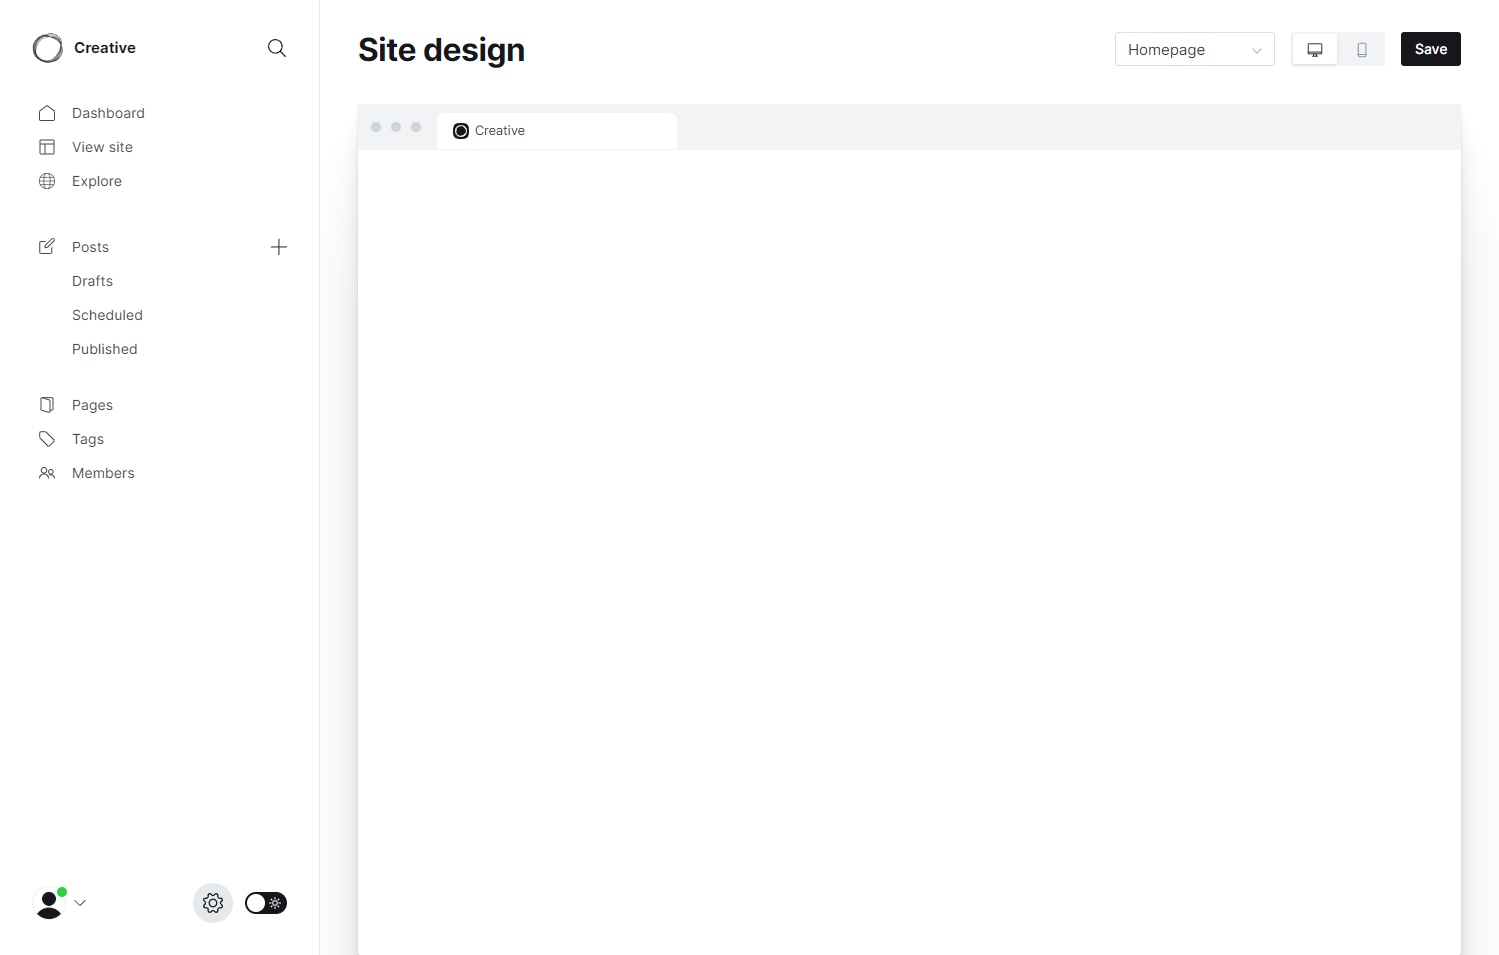 Creative
Dashboard
View site
Explore
Posts
Drafts
Scheduled
Published
Pages
Tags
Members
Site design
Homepage
Save
Creative